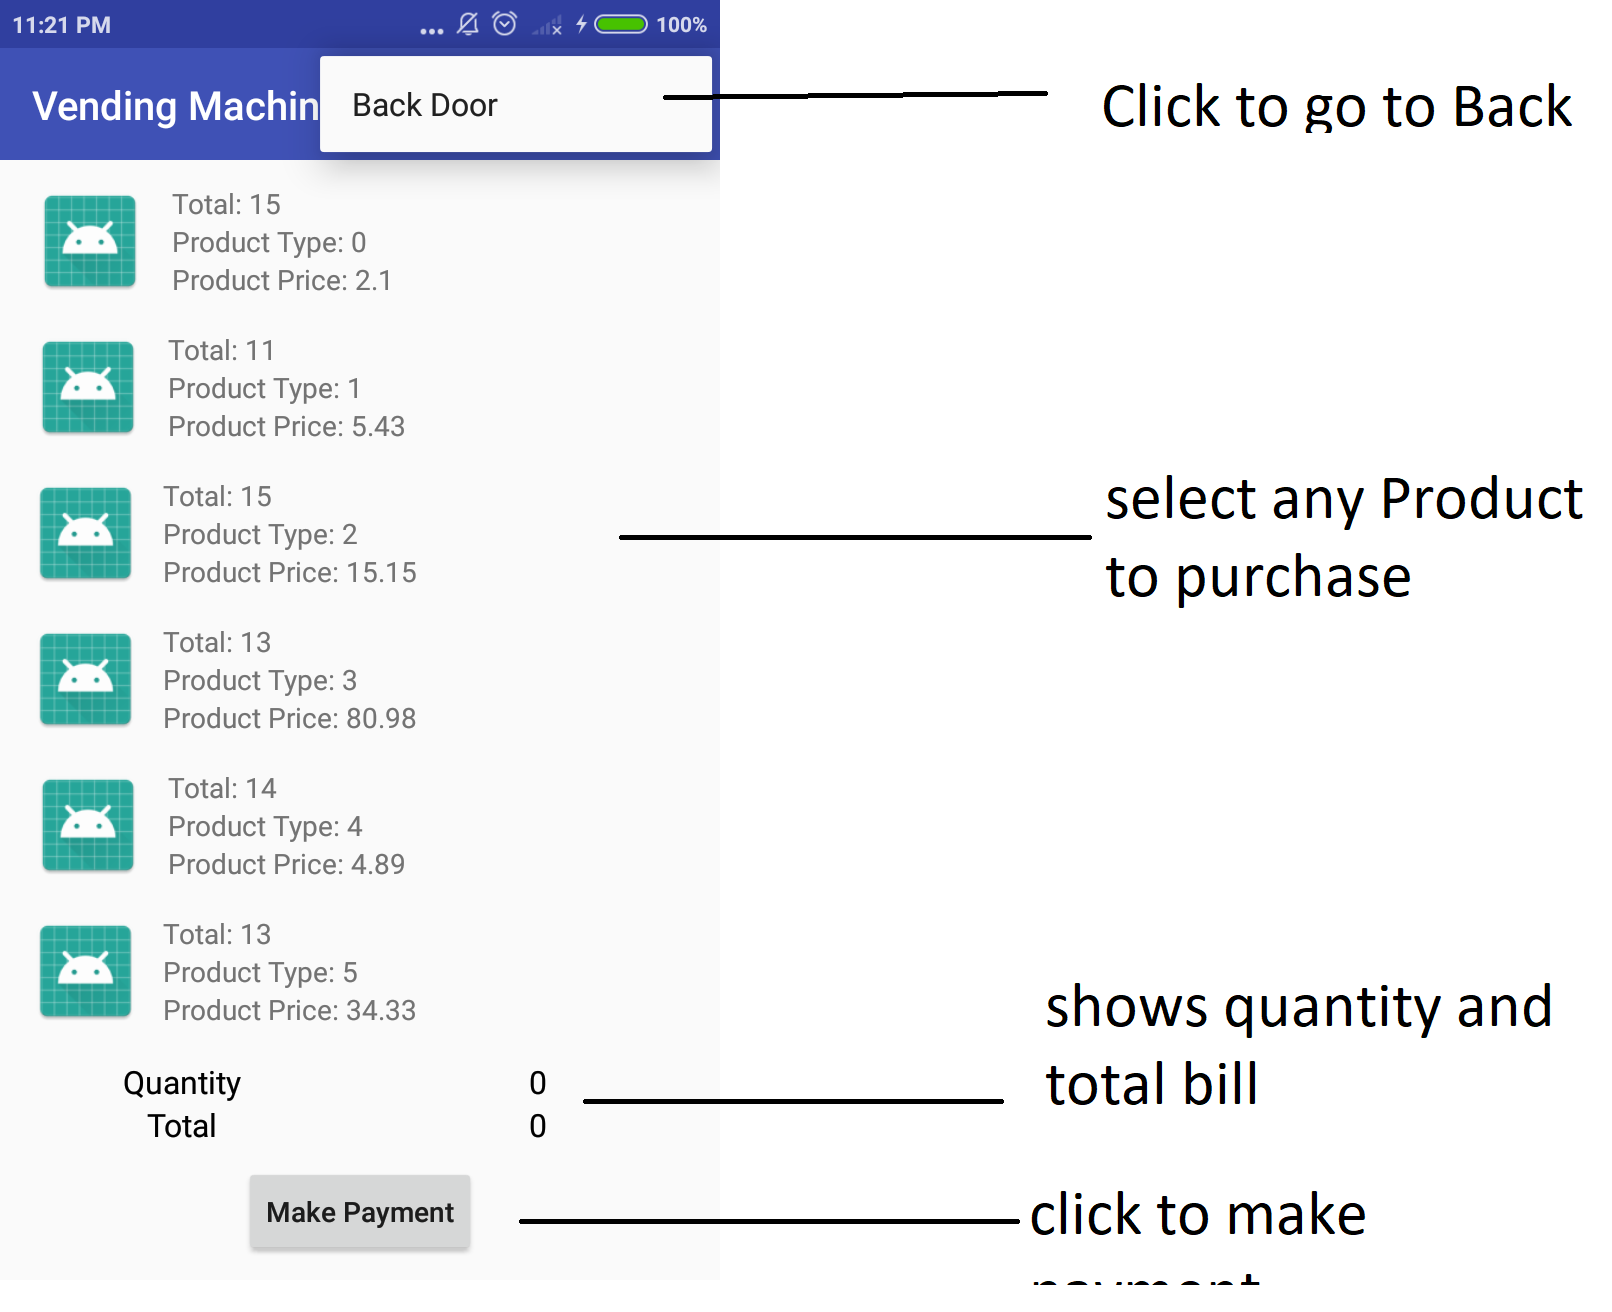 11:21 PM
100%
Vending Machin
Back Door
Click to go to Back
Total: 15
Product Type: 0
Product Price: 2.1
Total: 11
Product Type: 1
Product Price: 5.43
Total: 15
Product Type: 2
Product Price: 15.15
select any Product
to purchase
Total: 13
Product Type: 3
Product Price: 80.98
Total: 14
Product Type: 4
Product Price: 4.89
Total: 13
Product Type: 5
Product Price: 34.33
shows quantity and
total bill
Quantity 0
Total 0
Make Payment
click to make
payment